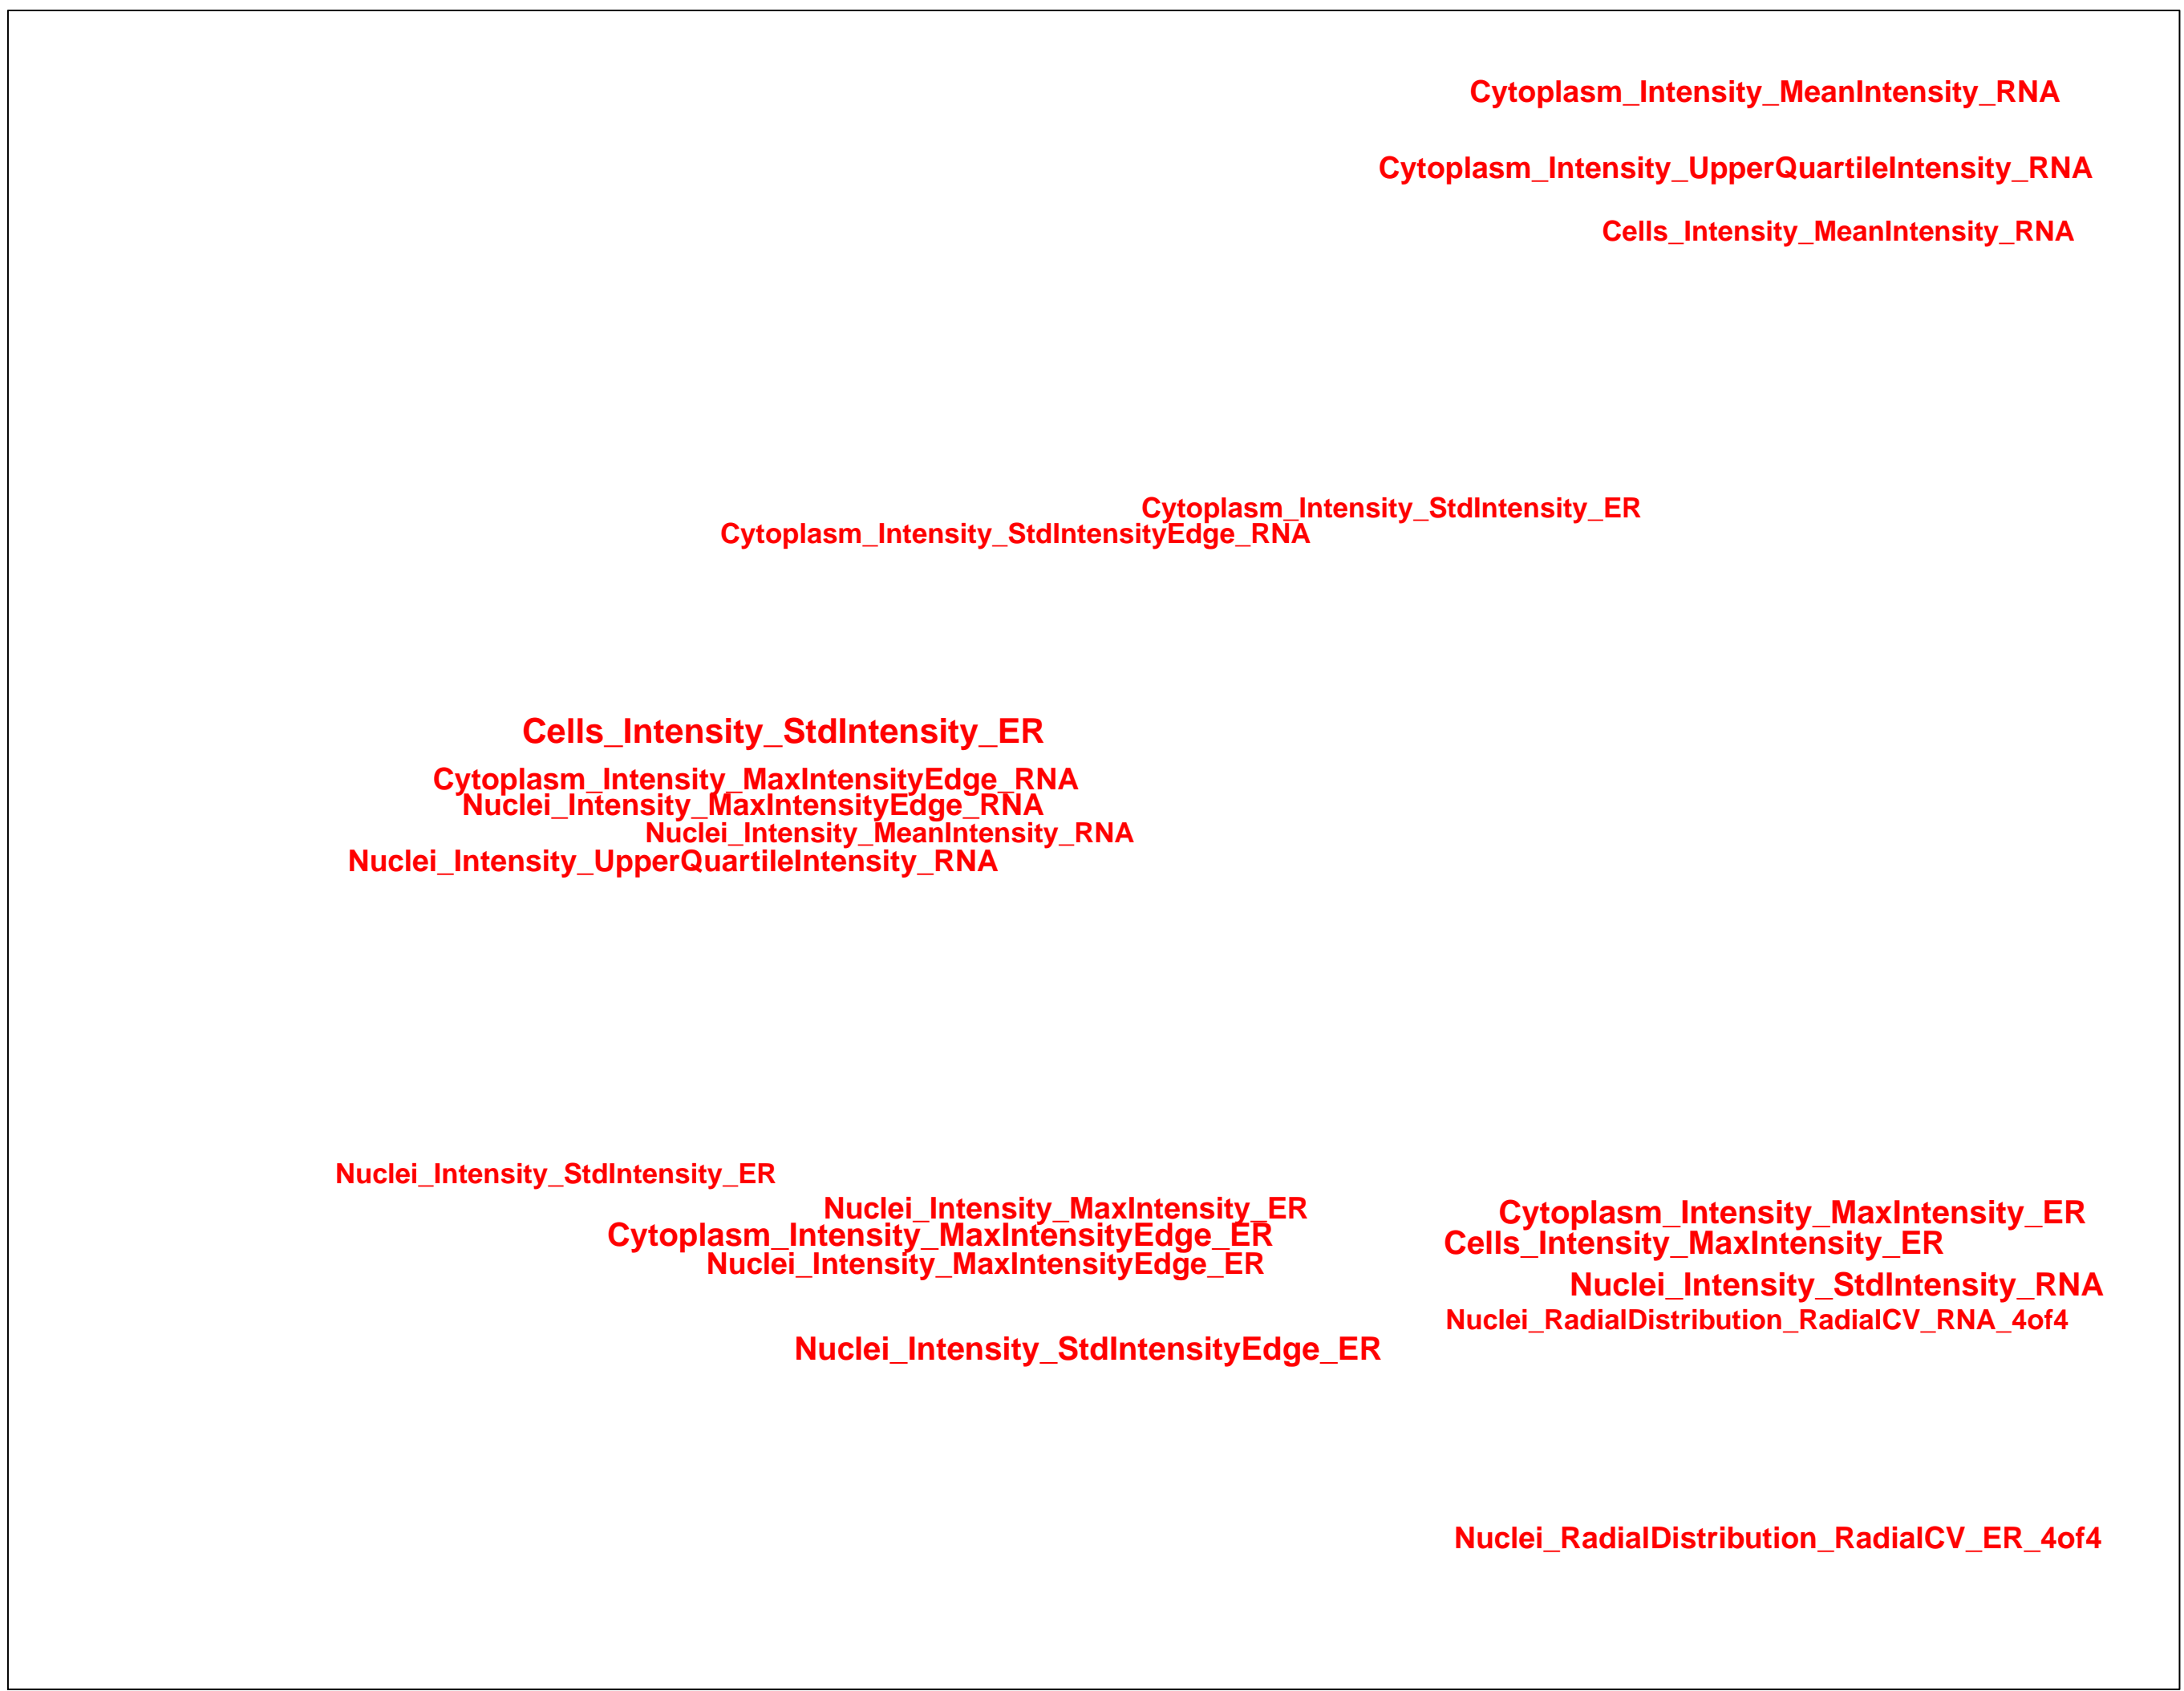 Cytoplasm_Intensity_MeanIntensity_RNA
Cytoplasm_Intensity_UpperQuartileIntensity_RNA
Cells_Intensity_MeanIntensity_RNA
Cytoplasm_Intensity_StdIntensity_ER
Cytoplasm_Intensity_StdIntensityEdge_RNA
Cells_Intensity_StdIntensity_ER
Cytoplasm_Intensity_MaxIntensityEdge_RNA
Nuclei_Intensity_MaxIntensityEdge_RNA
Nuclei_Intensity_MeanIntensity_RNA
Nuclei_Intensity_UpperQuartileIntensity_RNA
Nuclei_Intensity_StdIntensity_ER
Nuclei_Intensity_MaxIntensity_ER
Cytoplasm_Intensity_MaxIntensityEdge_ER
Nuclei_Intensity_MaxIntensityEdge_ER
Nuclei_Intensity_StdIntensityEdge_ER
Cytoplasm_Intensity_MaxIntensity_ER
Cells_Intensity_MaxIntensity_ER
Nuclei_Intensity_StdIntensity_RNA
Nuclei_RadialDistribution_RadialCV_RNA_4of4
Nuclei_RadialDistribution_RadialCV_ER_4of4